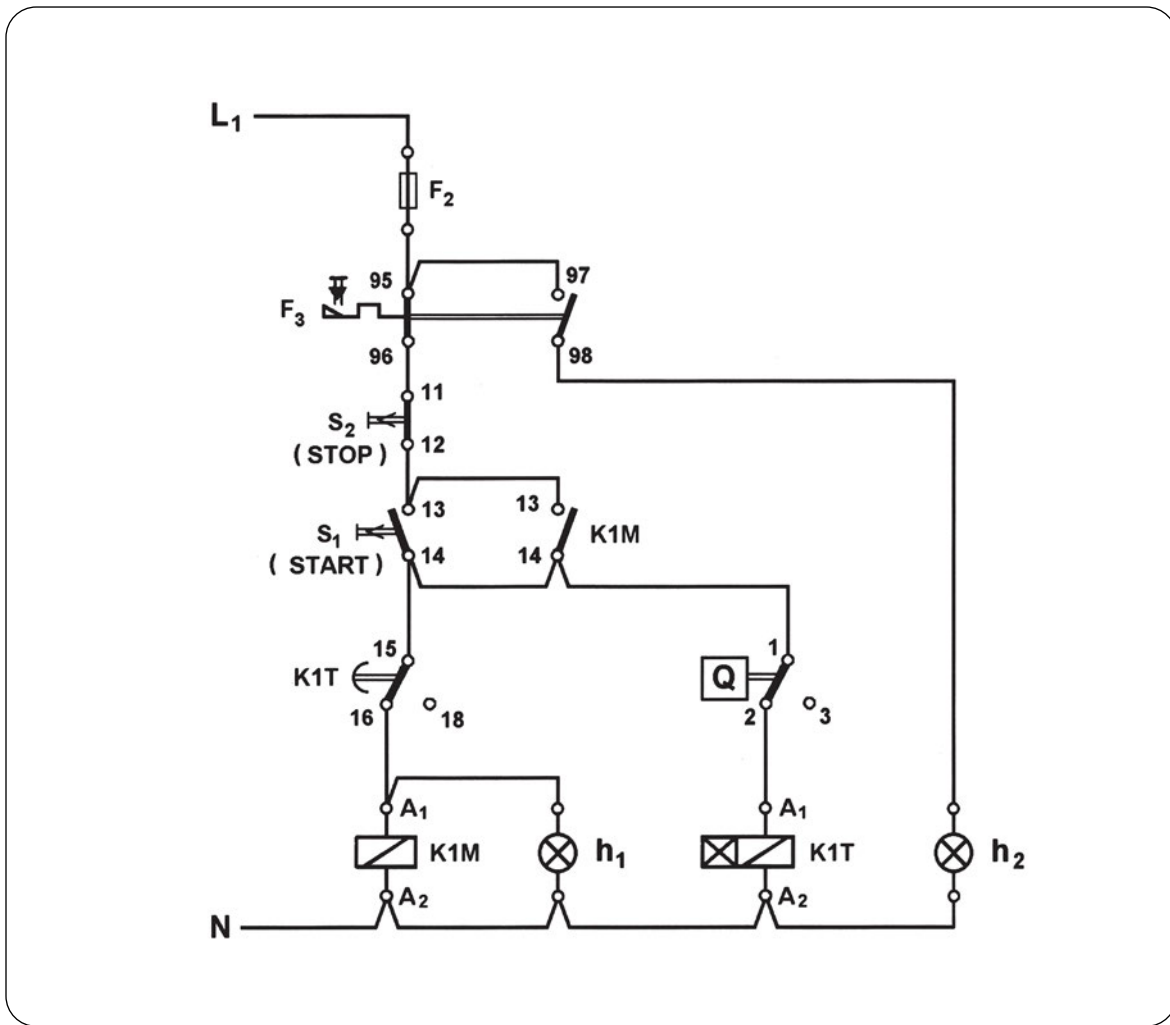 L1
F2
95 97
F3
96 98
11
S2
12
( STOP )
13 13
S1 K1M
14 14
( START )
15 1
K1T Q
16 18 2 3
A1 A1
K1M h1 K1T h2
A2 A2
N